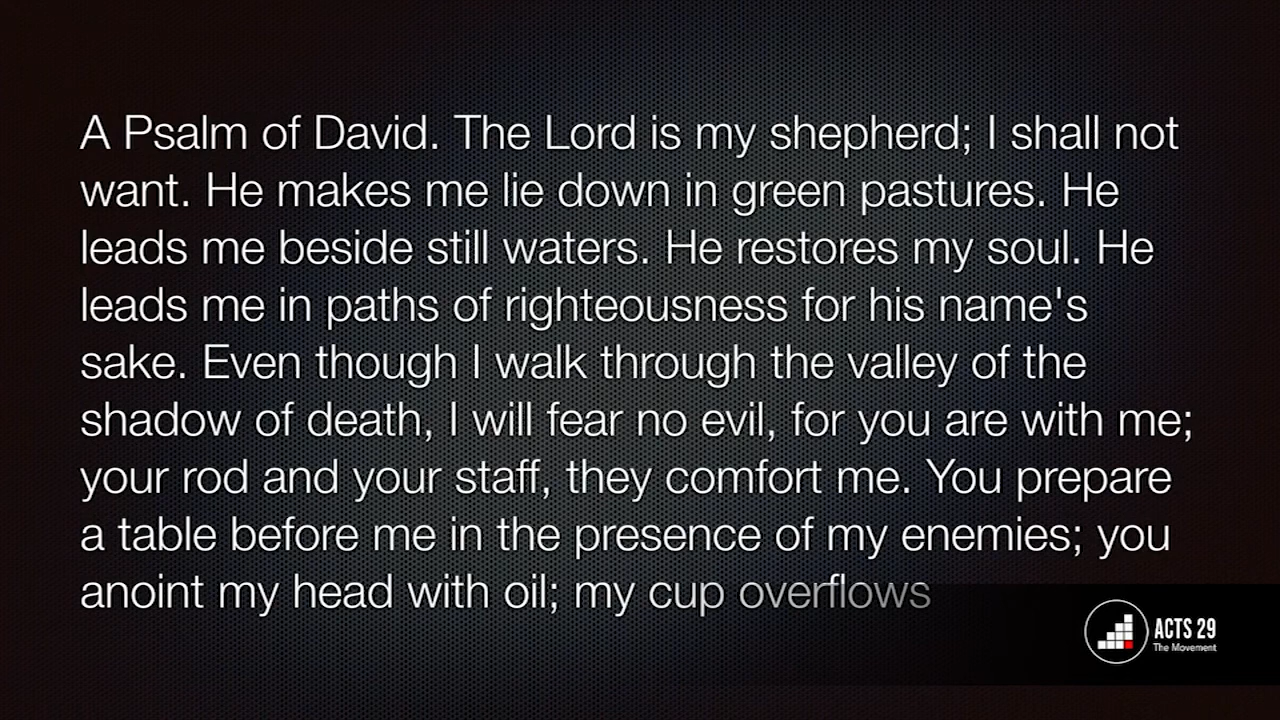 A Psalm of David. The Lord is my shepherd; I shall not
want. He makes me lie down in green pastures. He
leads me beside still waters. He restores my soul. He
leads me in paths of righteousness for his name's
sake. Even though I walk through the valley of the
shadow of death, I will fear no evil, for you are with me;
your rod and your staff, they comfort me. You prepare
a table before me in the presence of my enemies; you
anoint my head with oil; my cup overflows
ACTS 29
The Movement